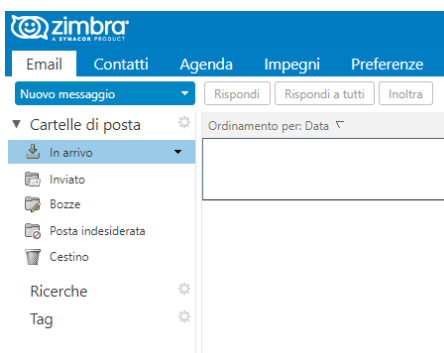 zimbra
A SYNACOR PRODUCT
Email Contatti Agenda Impegni Preferenze
Nuovo messaggio Rispondi Rispondi a tutti Inoltra
Cartelle di posta Ordinamento per: Data
In arrivo
Inviato
Bozze
Posta indesiderata
Cestino
Ricerche
Tag